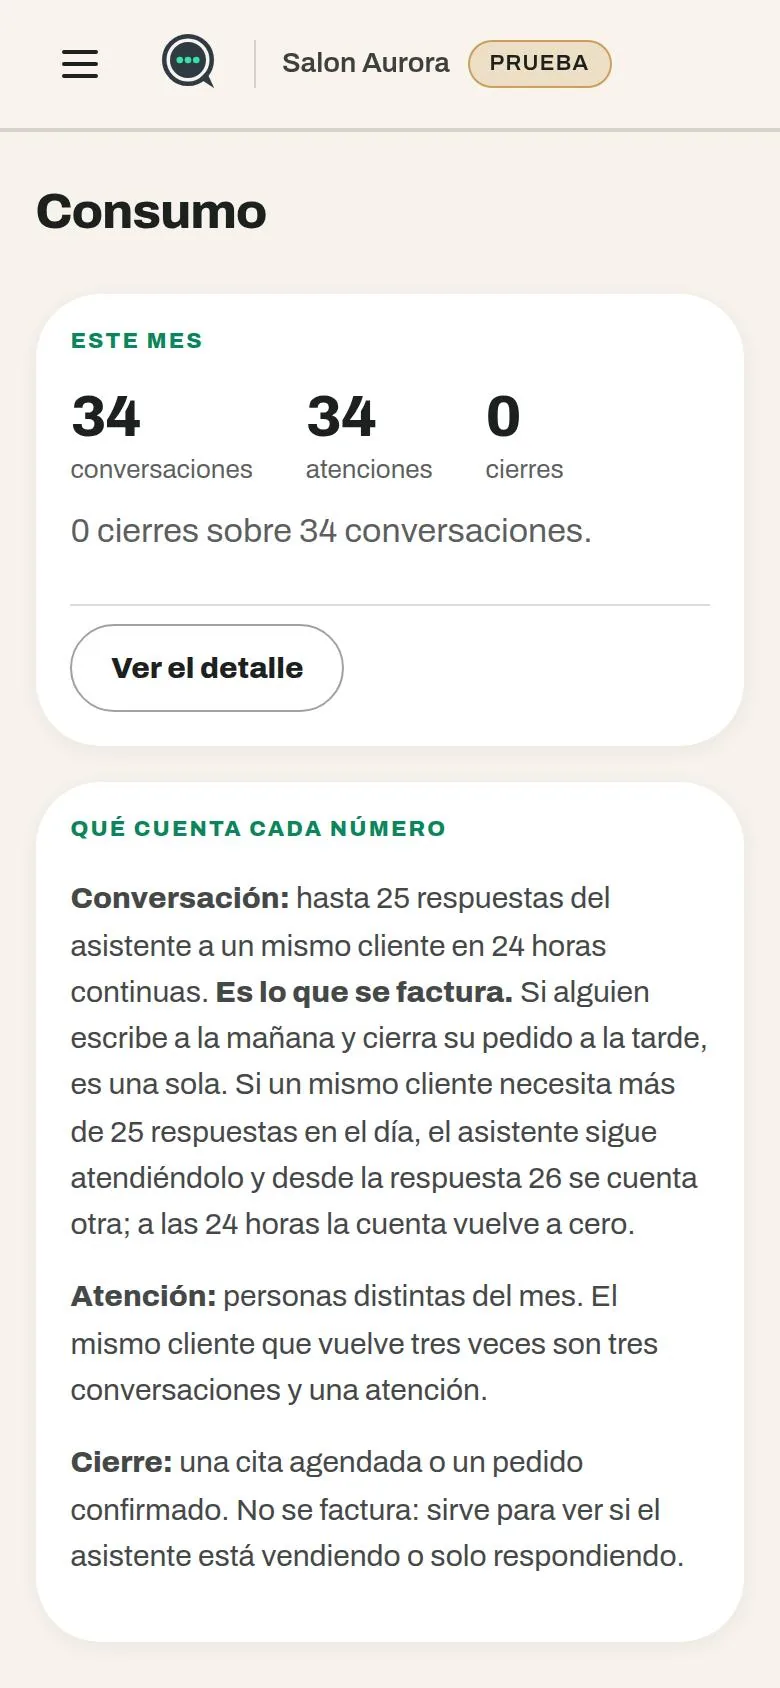 Salon Aurora PRUEBA
Consumo
ESTE MES
34 34 0
conversaciones atenciones cierres
0 cierres sobre 34 conversaciones.
Ver el detalle
QUÉ CUENTA CADA NÚMERO
Conversación: hasta 25 respuestas del
asistente a un mismo cliente en 24 horas
continuas. Es lo que se factura. Si alguien
escribe a la mañana y cierra su pedido a la tarde,
es una sola. Si un mismo cliente necesita más
de 25 respuestas en el día, el asistente sigue
atendiéndolo y desde la respuesta 26 se cuenta
otra; a las 24 horas la cuenta vuelve a cero.
Atención: personas distintas del mes. El
mismo cliente que vuelve tres veces son tres
conversaciones y una atención.
Cierre: una cita agendada o un pedido
confirmado. No se factura: sirve para ver si el
asistente está vendiendo o solo respondiendo.